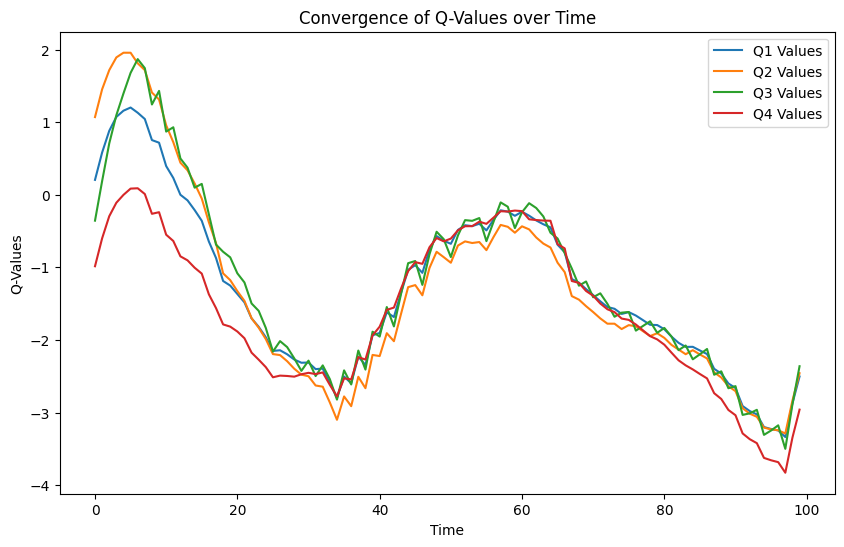 Convergence of Q-Values over Time
Q1 Values
Q2 Values
Q3 Values
Q4 Values
2
1
0
−1
−2
−3
−4
Q-Values
0 20 40 60 80 100
Time